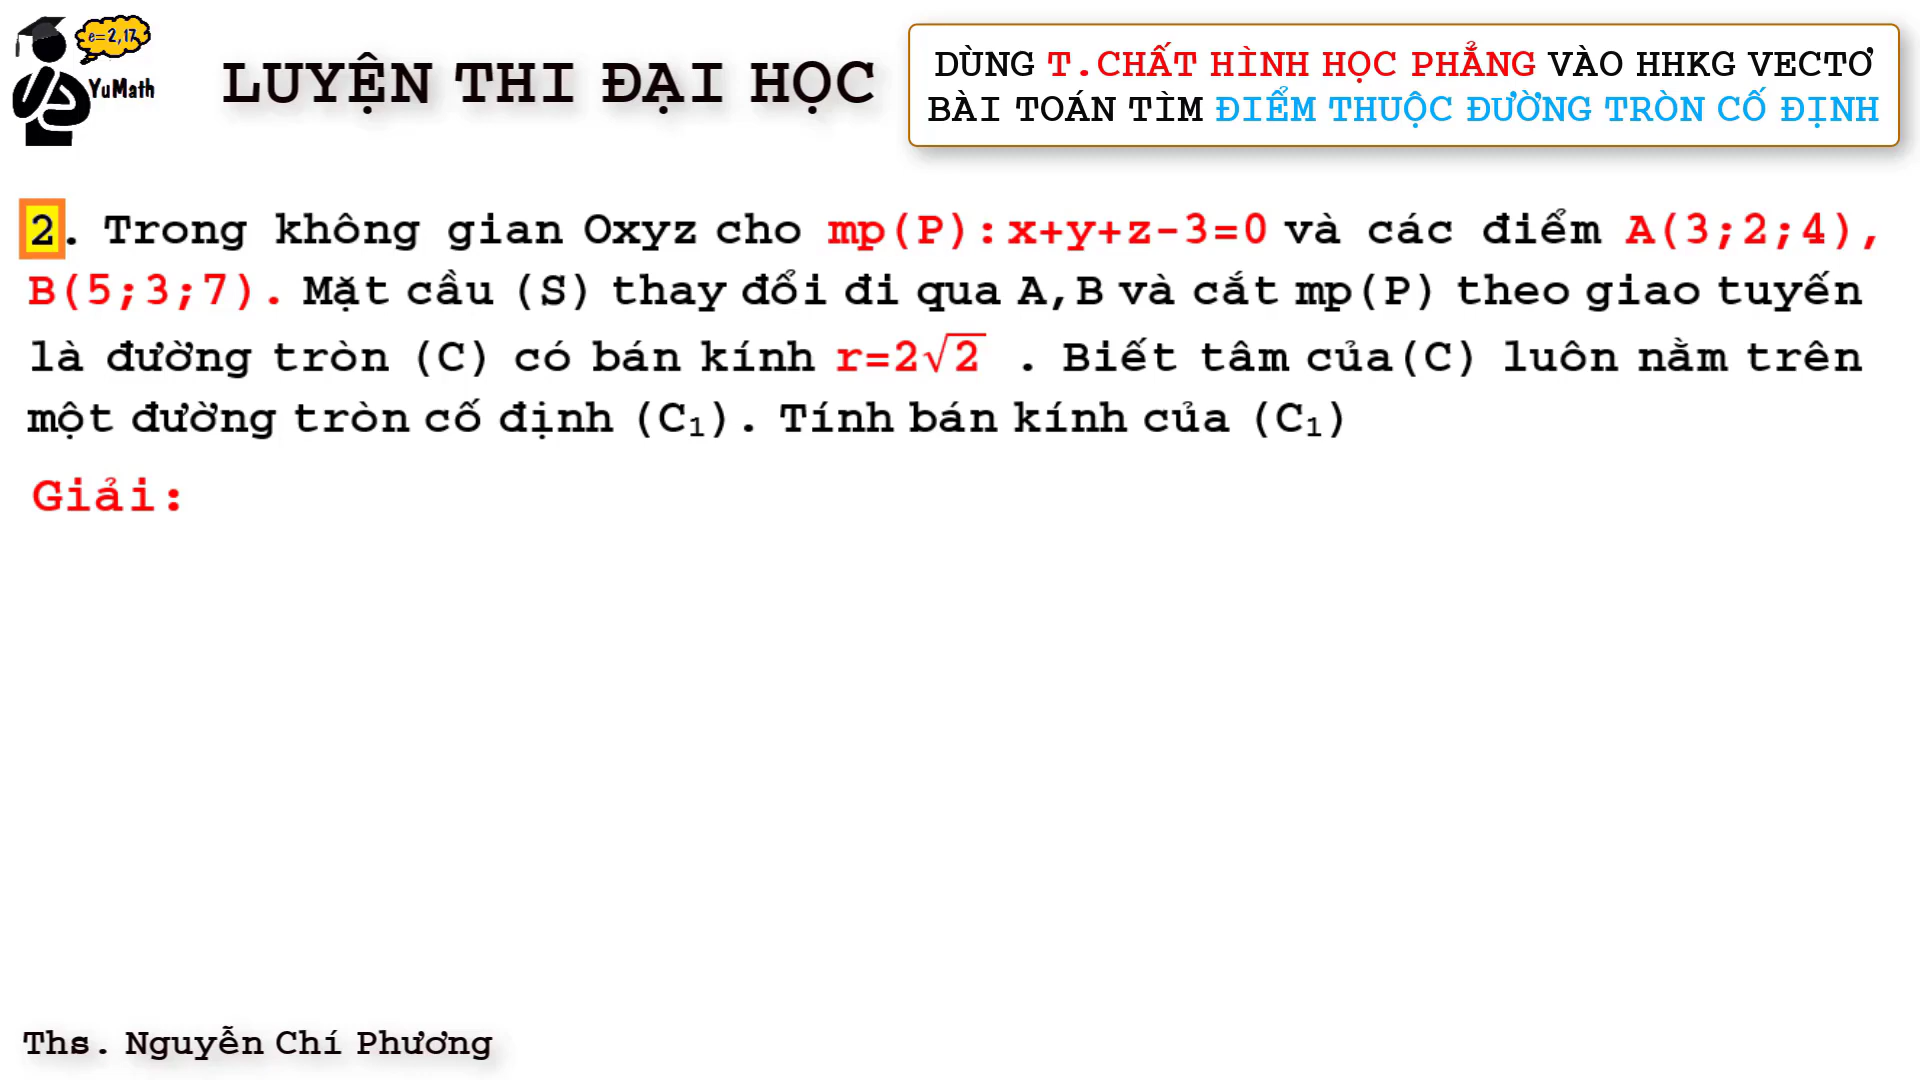 e=2,17
YuMath
LUYỆN THI ĐẠI HỌC
DÙNG T.CHẤT HÌNH HỌC PHẲNG VÀO HHKG VECTƠ
BÀI TOÁN TÌM ĐIỂM THUỘC ĐƯỜNG TRÒN CỐ ĐỊNH
2. Trong không gian Oxyz cho mp(P):x+y+z-3=0 và các điểm A(3;2;4),
B(5;3;7). Mặt cầu (S) thay đổi đi qua A,B và cắt mp(P) theo giao tuyến
là đường tròn (C) có bán kính r=2√2 . Biết tâm của(C) luôn nằm trên
một đường tròn cố định (C₁). Tính bán kính của (C₁)
Giải:
Ths. Nguyễn Chí Phương